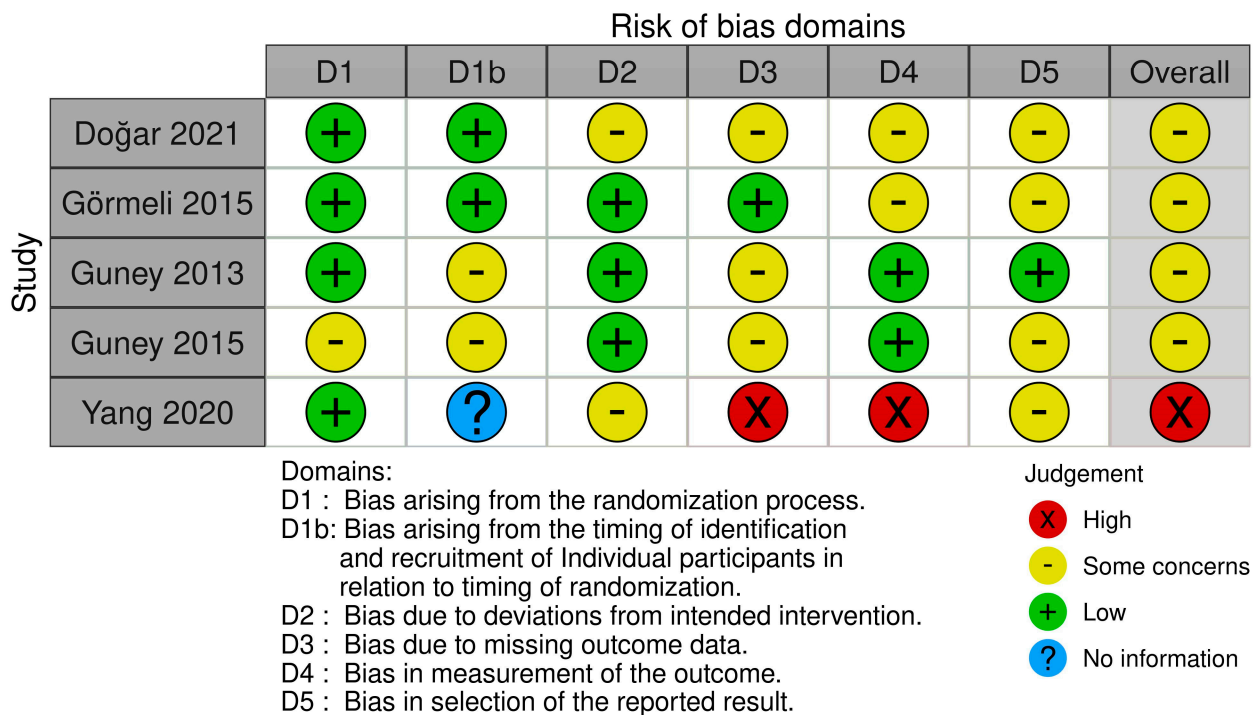 Risk of bias domains
D1 D1b D2 D3 D4 D5 Overall
Study
Doğar 2021 + + - - - - -
Görmeli 2015 + + + + - - -
Guney 2013 + - + - + + -
Guney 2015 - - + - + - -
Yang 2020 + ? - X X - X
Domains:
D1 : Bias arising from the randomization process.
D1b: Bias arising from the timing of identification
and recruitment of Individual participants in
relation to timing of randomization.
D2 : Bias due to deviations from intended intervention.
D3 : Bias due to missing outcome data.
D4 : Bias in measurement of the outcome.
D5 : Bias in selection of the reported result.
Judgement
X High
- Some concerns
+ Low
? No information